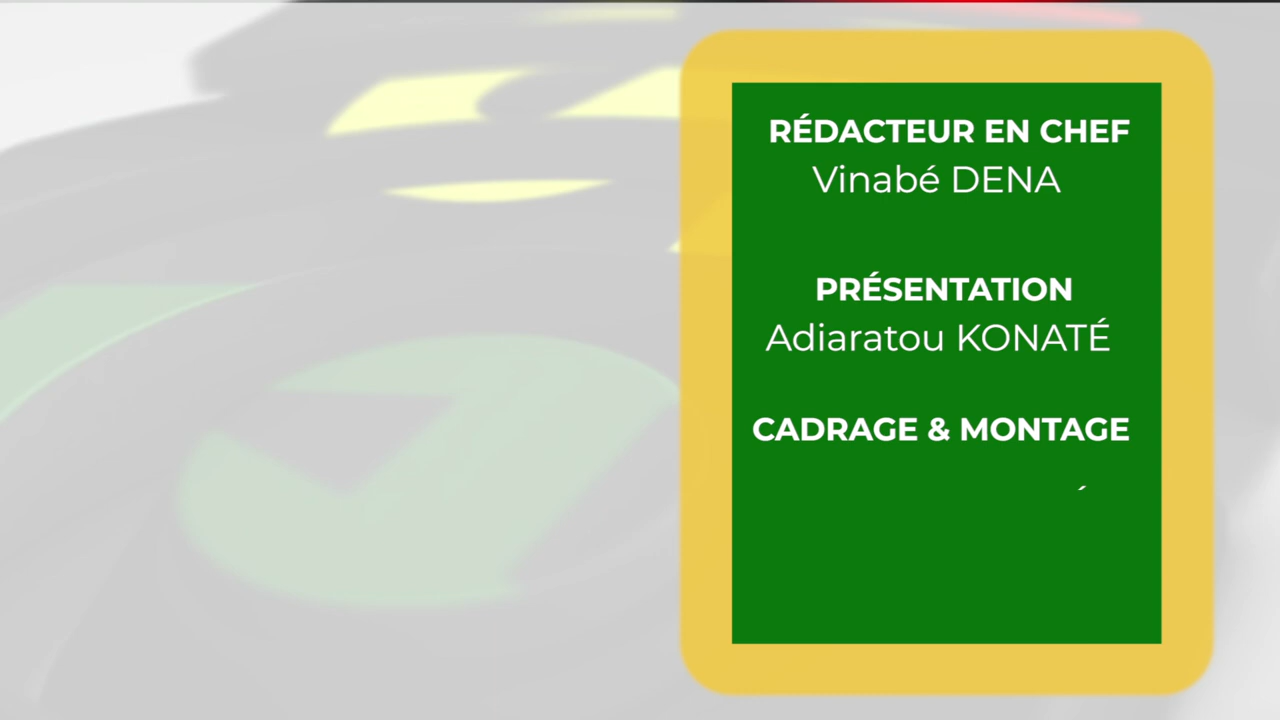 RÉDACTEUR EN CHEF
Vinabé DENA
PRÉSENTATION
Adiaratou KONATÉ
CADRAGE & MONTAGE